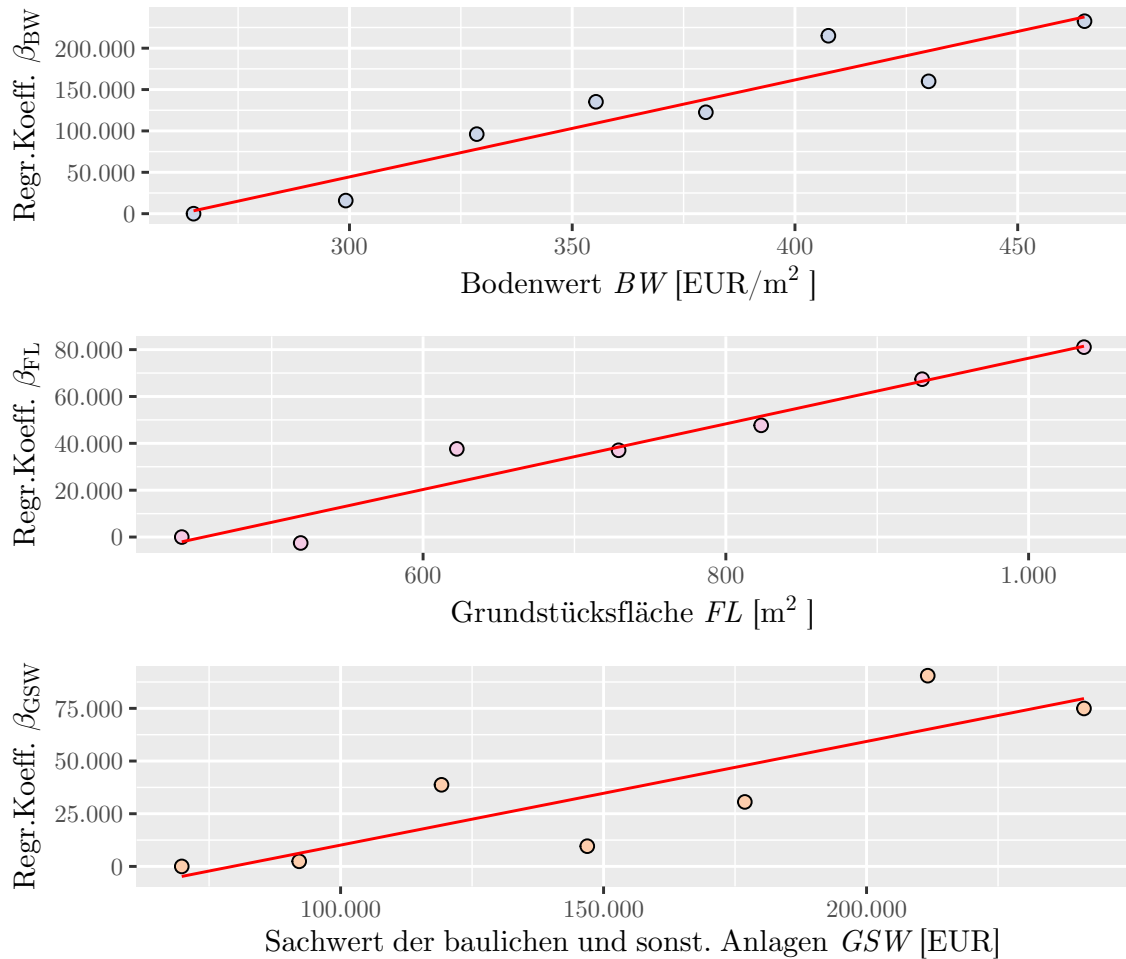 Regr.Koeff. βBW
200.000
150.000
100.000
50.000
0
300 350 400 450
Bodenwert BW [EUR/m² ]
Regr.Koeff. βFL
80.000
60.000
40.000
20.000
0
600 800 1.000
Grundstücksfläche FL [m² ]
Regr.Koeff. βGSW
75.000
50.000
25.000
0
100.000 150.000 200.000
Sachwert der baulichen und sonst. Anlagen GSW [EUR]